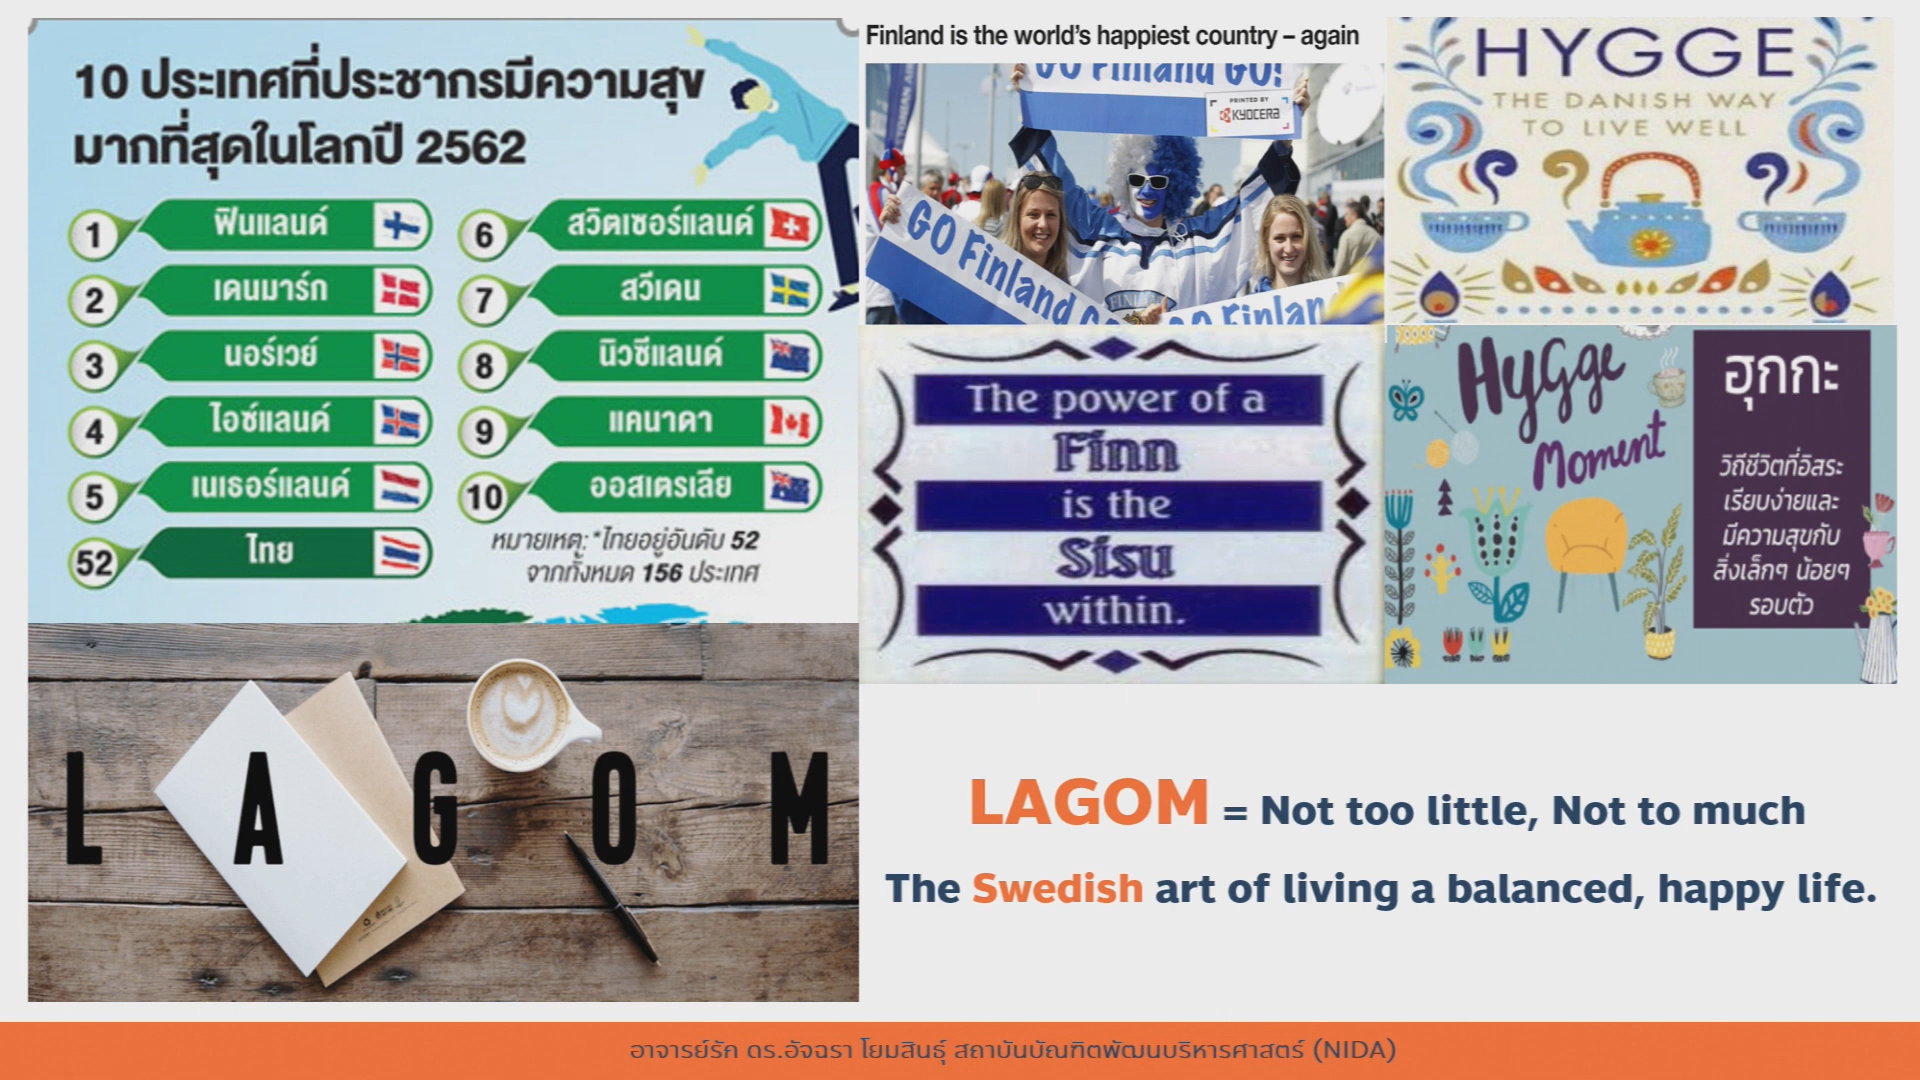 10 ประเทศที่ประชากรมีความสุข
มากที่สุดในโลกปี 2562
1 ฟินแลนด์
2 เดนมาร์ก
3 นอร์เวย์
4 ไอซ์แลนด์
5 เนเธอร์แลนด์
52 ไทย
6 สวิตเซอร์แลนด์
7 สวีเดน
8 นิวซีแลนด์
9 แคนาดา
10 ออสเตรเลีย
หมายเหตุ: *ไทยอยู่อันดับ 52
จากทั้งหมด 156 ประเทศ
Finland is the world's happiest country – again
GO Finland GO!
PRINTED BY
KYOCERA
GO Finland
GO Finlan
HYGGE
THE DANISH WAY
TO LIVE WELL
The power of a
Finn
is the
Sisu
within.
Hygge
Moment
ฮุกกะ
วิถีชีวิตที่อิสระ
เรียบง่ายและ
มีความสุขกับ
สิ่งเล็กๆ น้อยๆ
รอบตัว
LAGOM
LAGOM = Not too little, Not to much
The Swedish art of living a balanced, happy life.
อาจารย์รัก ดร.อัจฉรา โยมสินธุ์ สถาบันบัณฑิตพัฒนบริหารศาสตร์ (NIDA)